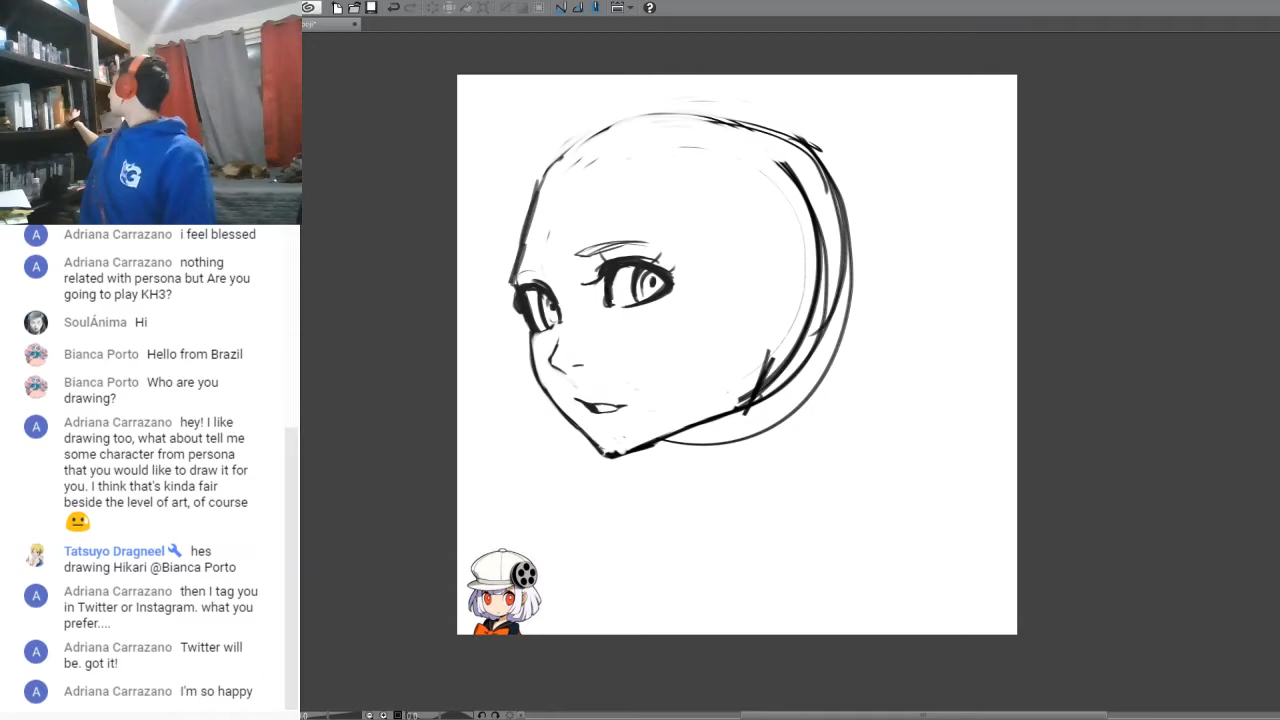 Adriana Carrazano i feel blessed
Adriana Carrazano nothing
related with persona but Are you
going to play KH3?
SoulÁnima Hi
Bianca Porto Hello from Brazil
Bianca Porto Who are you
drawing?
Adriana Carrazano hey! I like
drawing too, what about tell me
some character from persona
that you would like to draw it for
you. I think that's kinda fair
beside the level of art, of course
Tatsuyo Dragneel hes
drawing Hikari @Bianca Porto
Adriana Carrazano then I tag you
in Twitter or Instagram. what you
prefer....
Adriana Carrazano Twitter will
be. got it!
Adriana Carrazano I'm so happy